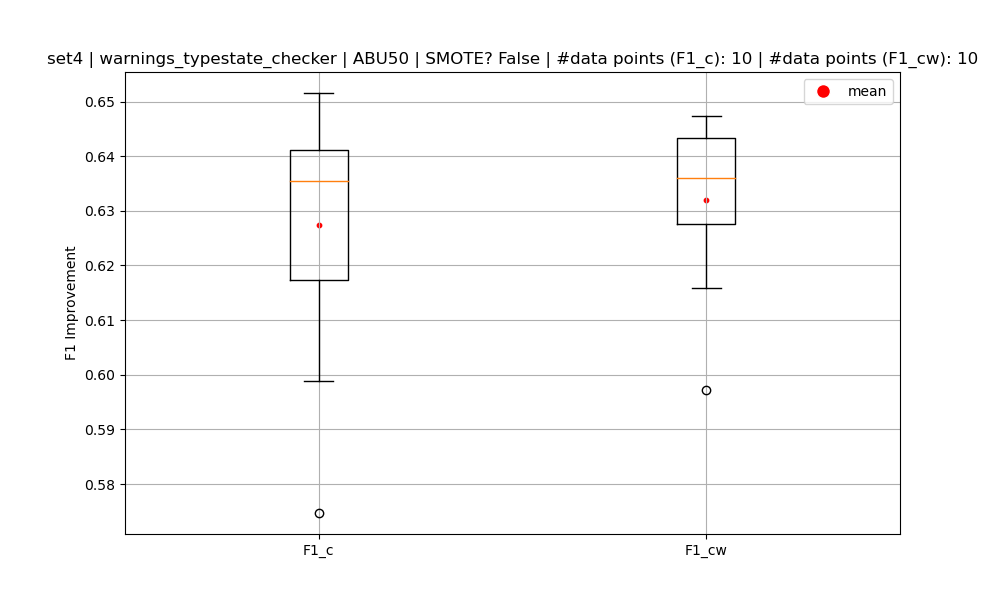 set4 | warnings_typestate_checker | ABU50 | SMOTE? False | #data points (F1_c): 10 | #data points (F1_cw): 10
mean
0.65
0.64
0.63
0.62
0.61
0.60
0.59
0.58
F1 Improvement
F1_c
F1_cw